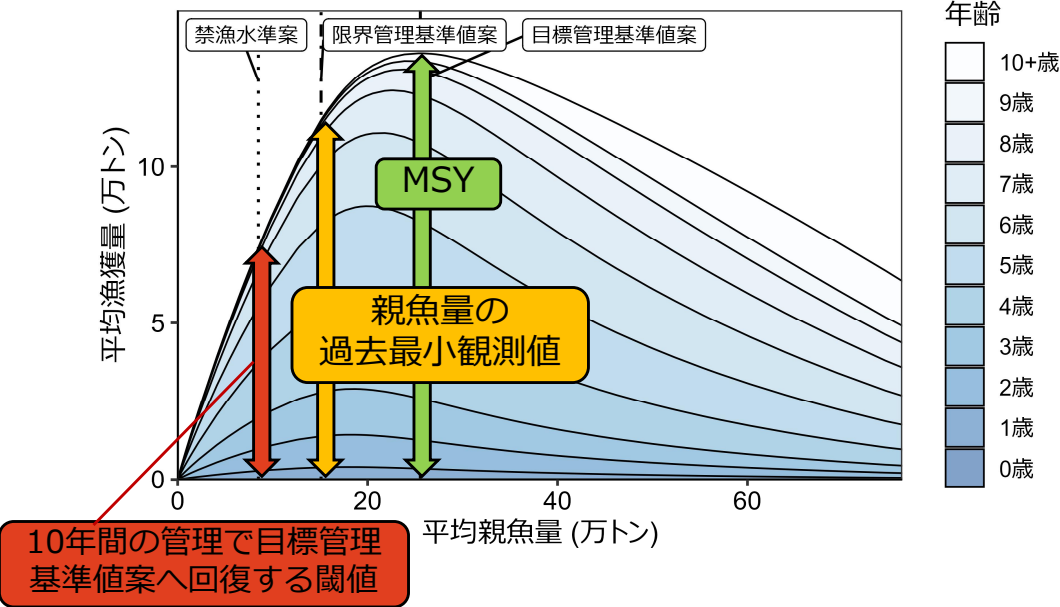 禁漁水準案
限界管理基準値案
目標管理基準値案
年齢
10+歳
9歳
8歳
7歳
6歳
5歳
4歳
3歳
2歳
1歳
0歳
平均漁獲量 (万トン)
10
5
0
MSY
親魚量の
過去最小観測値
0
20
40
60
平均親魚量 (万トン)
10年間の管理で目標管理
基準値案へ回復する閾値